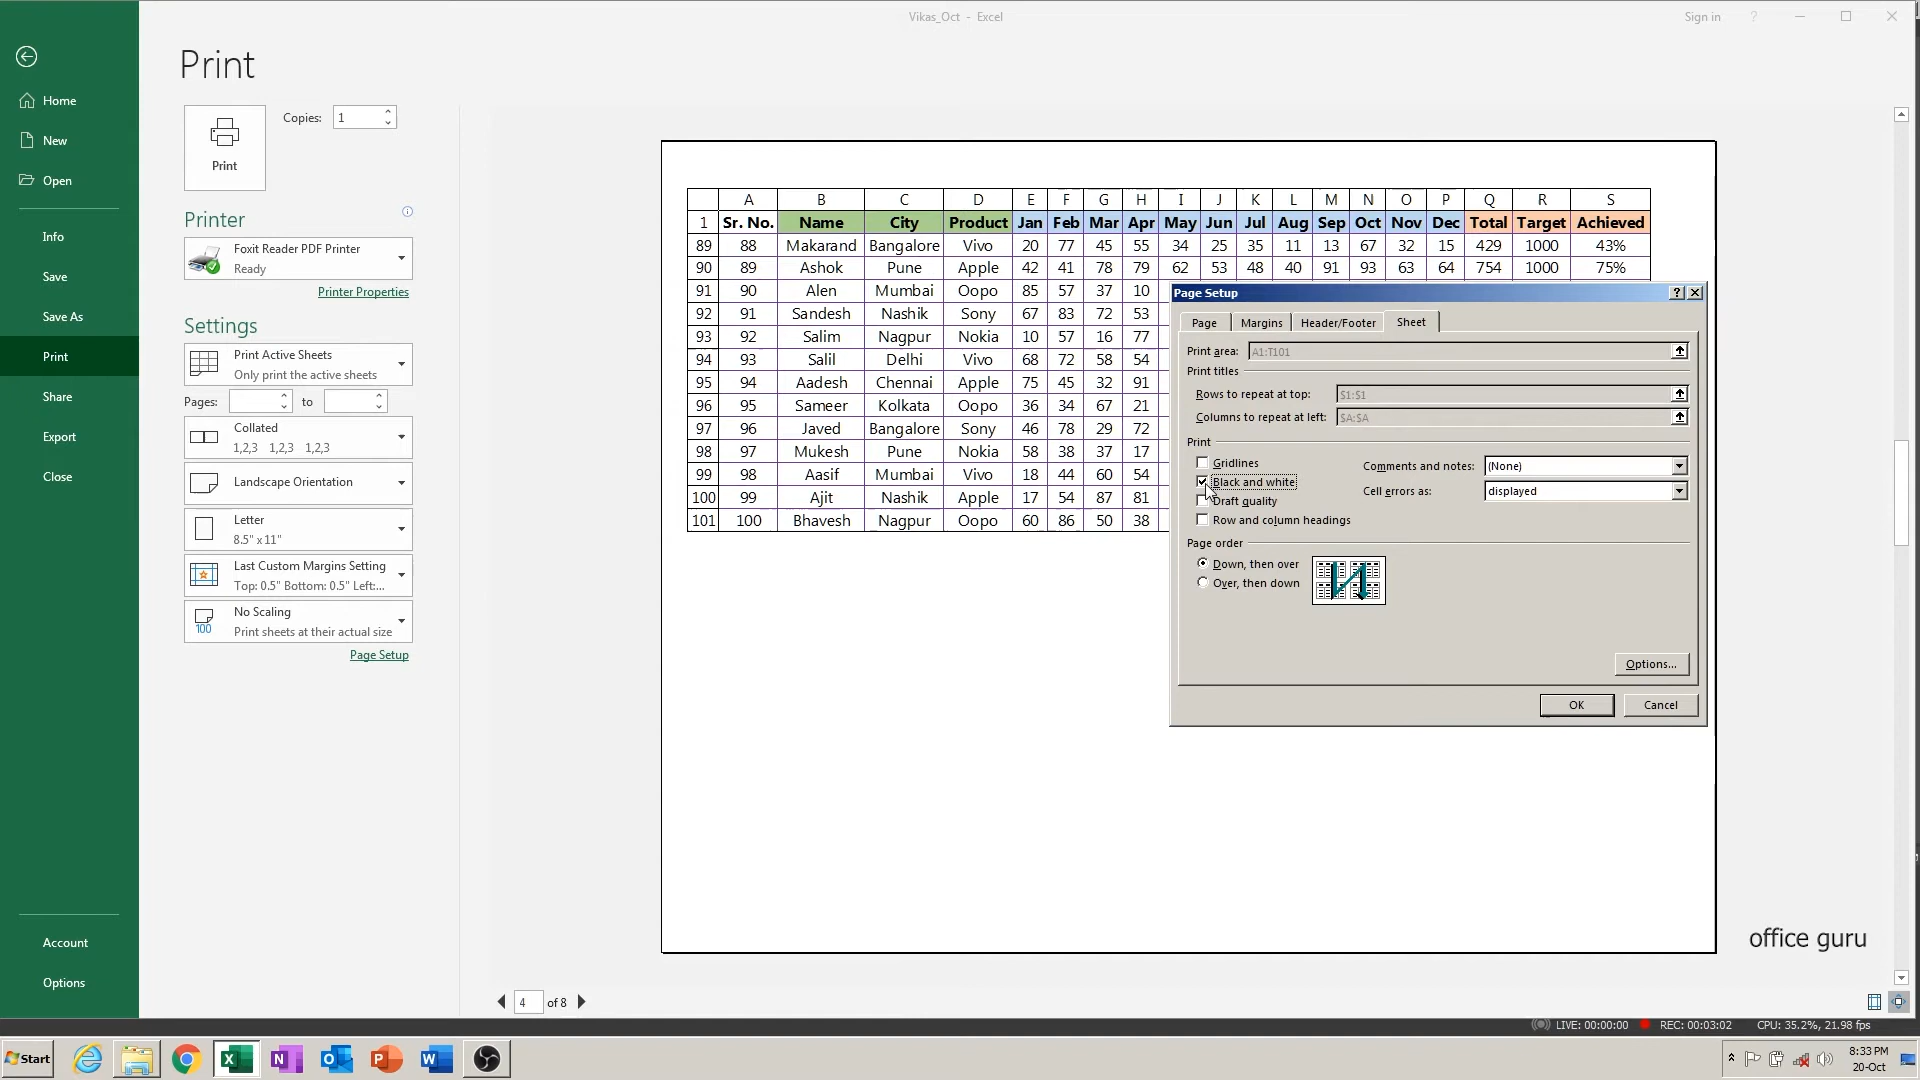 Vikas_Oct - Excel
Sign in ?
Print
Home
New
Open
Info
Save
Save As
Print
Share
Export
Close
Account
Options
Print
Copies: 1
Printer
Foxit Reader PDF Printer
Ready
Printer Properties
Settings
Print Active Sheets
Only print the active sheets
Pages: to
Collated
1,2,3 1,2,3 1,2,3
Landscape Orientation
Letter
8.5" x 11"
Last Custom Margins Setting
Top: 0.5" Bottom: 0.5" Left:...
No Scaling
100 Print sheets at their actual size
Page Setup
A B C D E F G H I J K L M N O P Q R S
1 Sr. No. Name City Product Jan Feb Mar Apr May Jun Jul Aug Sep Oct Nov Dec Total Target Achieved
89 88 Makarand Bangalore Vivo 20 77 45 55 34 25 35 11 13 67 32 15 429 1000 43%
90 89 Ashok Pune Apple 42 41 78 79 62 53 48 40 91 93 63 64 754 1000 75%
91 90 Alen Mumbai Oopo 85 57 37 10
92 91 Sandesh Nashik Sony 67 83 72 53
93 92 Salim Nagpur Nokia 10 57 16 77
94 93 Salil Delhi Vivo 68 72 58 54
95 94 Aadesh Chennai Apple 75 45 32 91
96 95 Sameer Kolkata Oopo 36 34 67 21
97 96 Javed Bangalore Sony 46 78 29 72
98 97 Mukesh Pune Nokia 58 38 37 17
99 98 Aasif Mumbai Vivo 18 44 60 54
100 99 Ajit Nashik Apple 17 54 87 81
101 100 Bhavesh Nagpur Oopo 60 86 50 38
Page Setup ?
Page Margins Header/Footer Sheet
Print area: A1:T101
Print titles
Rows to repeat at top: $1:$1
Columns to repeat at left: $A:$A
Print
Gridlines
Black and white
Draft quality
Row and column headings
Comments and notes: (None)
Cell errors as: displayed
Page order
Down, then over
Over, then down
Options...
OK Cancel
office guru
4 of 8
LIVE: 00:00:00 REC: 00:03:02 CPU: 35.2%, 21.98 fps
Start
8:33 PM
20-Oct